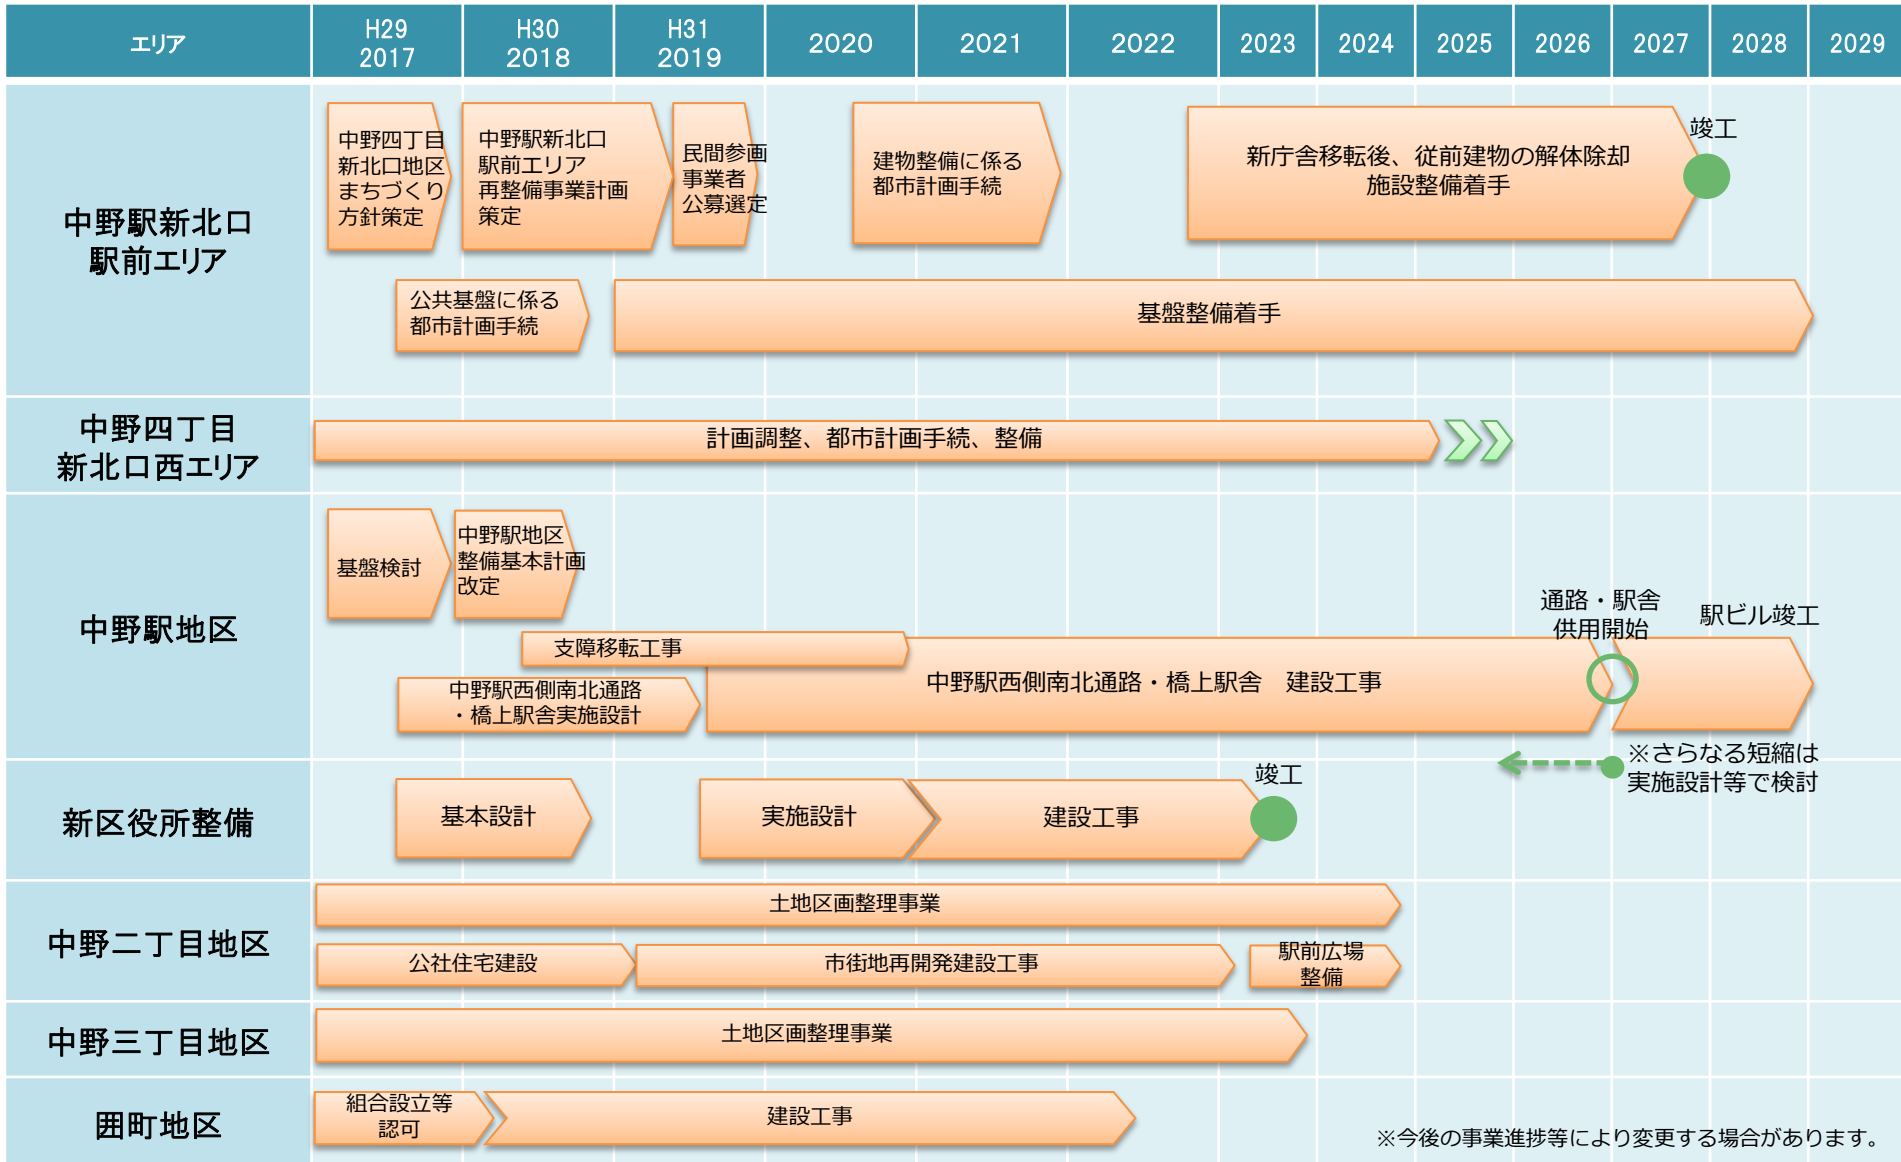 エリア
H29
2017
H30
2018
H31
2019
2020
2021
2022
2023
2024
2025
2026
2027
2028
2029
中野駅新北口
駅前エリア
中野四丁目
新北口地区
まちづくり
方針策定
中野駅新北口
駅前エリア
再整備事業計画
策定
民間参画
事業者
公募選定
建物整備に係る
都市計画手続
新庁舎移転後、従前建物の解体除却
施設整備着手
竣工
公共基盤に係る
都市計画手続
基盤整備着手
中野四丁目
新北口西エリア
計画調整、都市計画手続、整備
中野駅地区
基盤検討
中野駅地区
整備基本計画
改定
支障移転工事
中野駅西側南北通路
・橋上駅舎実施設計
中野駅西側南北通路・橋上駅舎　建設工事
通路・駅舎
供用開始
駅ビル竣工
※さらなる短縮は
実施設計等で検討
新区役所整備
基本設計
実施設計
建設工事
竣工
中野二丁目地区
土地区画整理事業
公社住宅建設
市街地再開発建設工事
駅前広場
整備
中野三丁目地区
土地区画整理事業
囲町地区
組合設立等
認可
建設工事
※今後の事業進捗等により変更する場合があります。